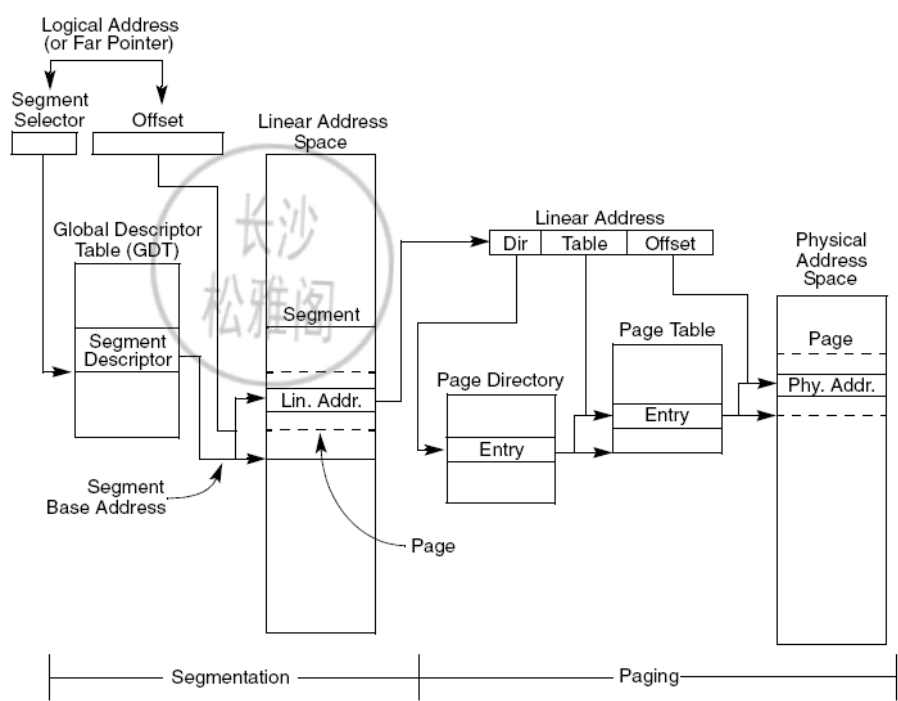 Logical Address
(or Far Pointer)
Segment
Selector
Offset
Linear Address
Space
长沙
松雅阁
Global Descriptor
Table (GDT)
Segment
Descriptor
Segment
Lin. Addr.
Segment
Base Address
Page
Linear Address
Dir
Table
Offset
Page Directory
Entry
Page Table
Entry
Physical
Address
Space
Page
Phy. Addr.
Segmentation
Paging